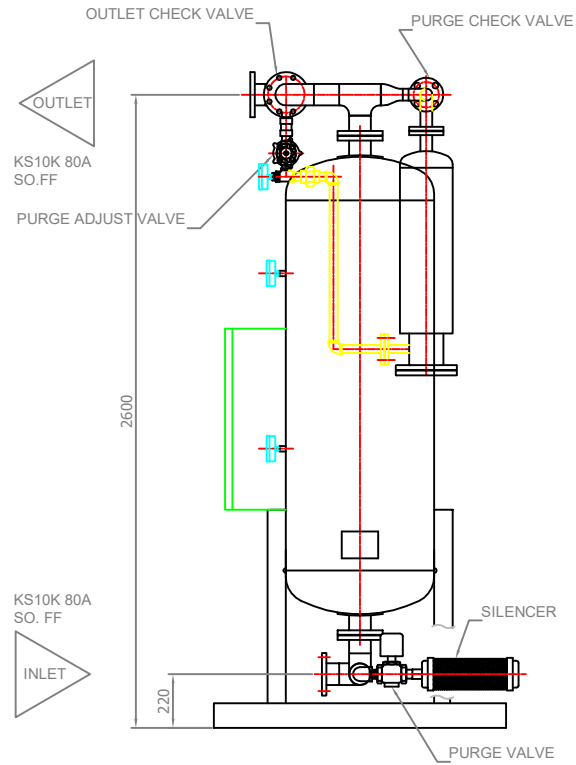 OUTLET CHECK VALVE
PURGE CHECK VALVE
OUTLET
KS10K 80A
SO.FF
PURGE ADJUST VALVE
2600
KS10K 80A
SO. FF
INLET
220
SILENCER
PURGE VALVE